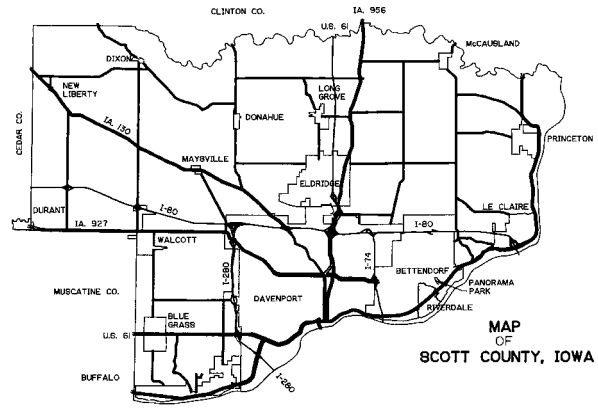 CLINTON CO.
IA. 956
U.S. 61
McCAUSLAND
DIXON
NEW
LIBERTY
LONG
GROVE
DONAHUE
IA. 130
CEDAR CO.
PRINCETON
MAYSVILLE
ELDRIDGE
LE CLAIRE
DURANT
I-80
IA. 927
I-80
WALCOTT
I-280
I-74
BETTENDORF
PANORAMA
PARK
MUSCATINE CO.
DAVENPORT
RIVERDALE
BLUE
GRASS
U.S. 61
MAP
OF
SCOTT COUNTY, IOWA
BUFFALO
I-280